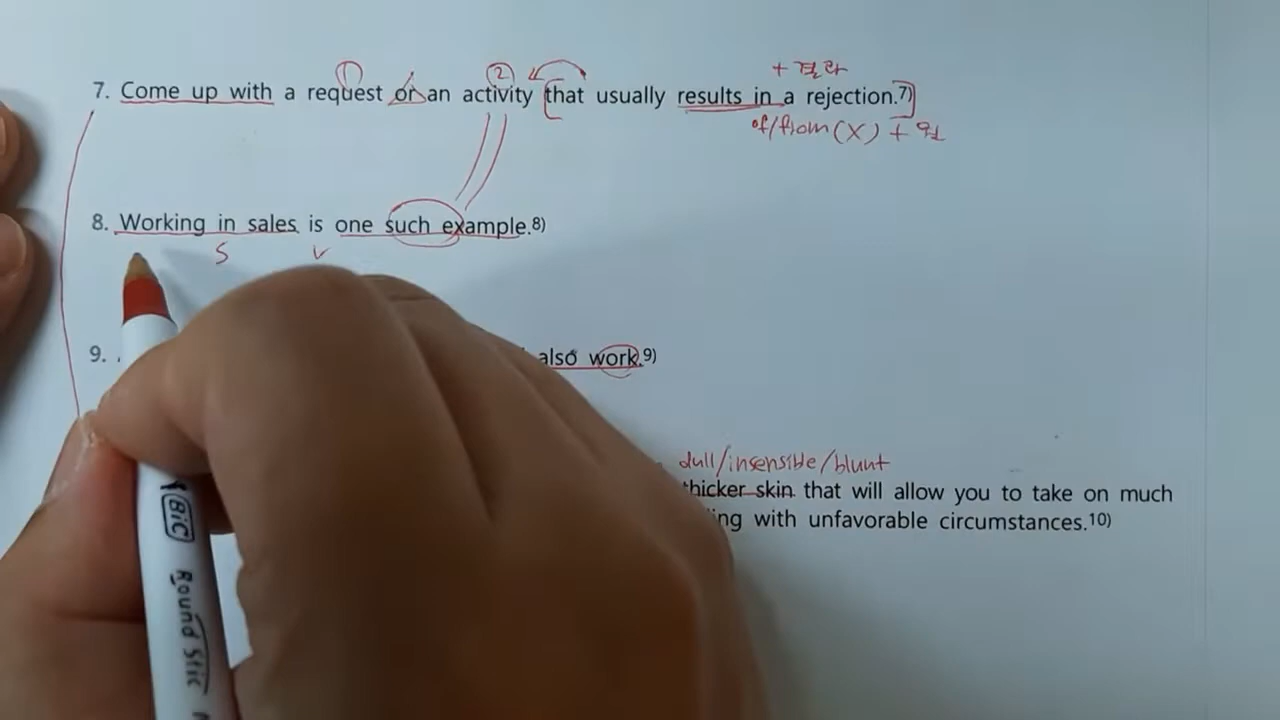 ① ② + 결과
7. Come up with a request or an activity that usually results in a rejection.7)
of/from(X) + 원
8. Working in sales is one such example.8)
S V
9. also work.9)
dull/insensible/blunt
thicker skin that will allow you to take on much
ing with unfavorable circumstances.10)
BIC Round Stic